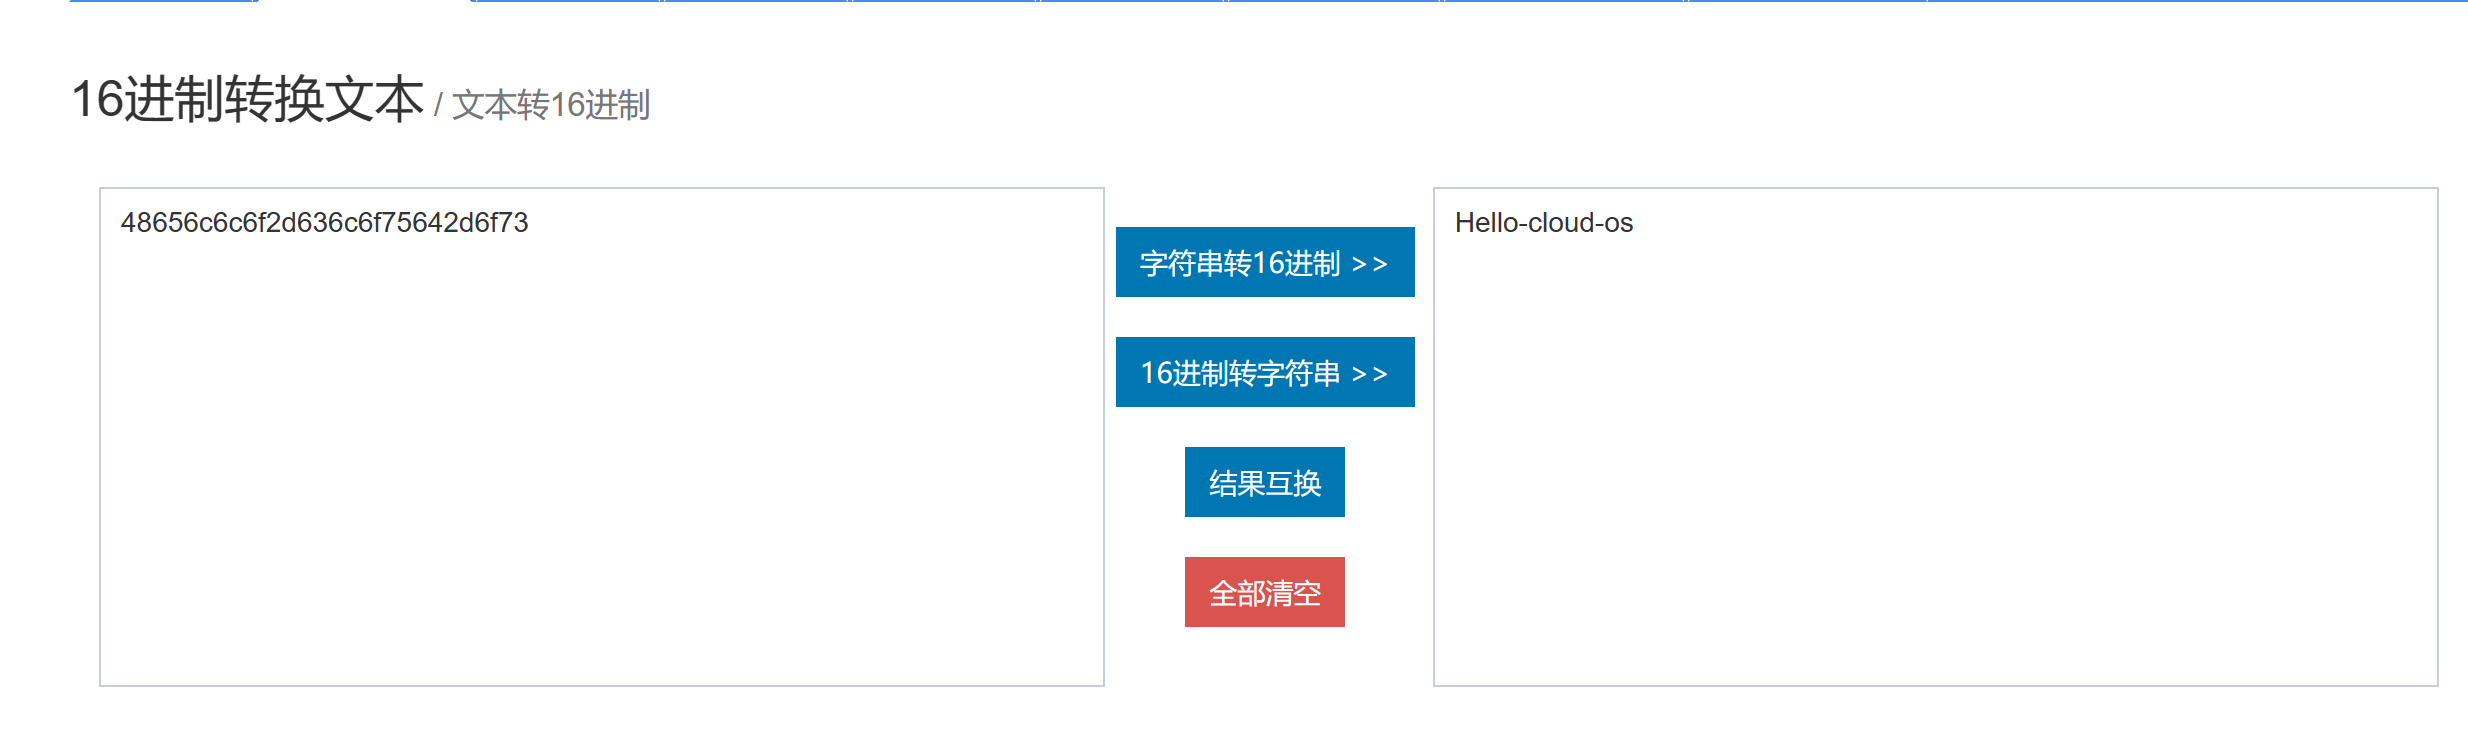 16进制转换文本 / 文本转16进制
48656c6c6f2d636c6f75642d6f73
字符串转16进制 >>
16进制转字符串 >>
结果互换
全部清空
Hello-cloud-os